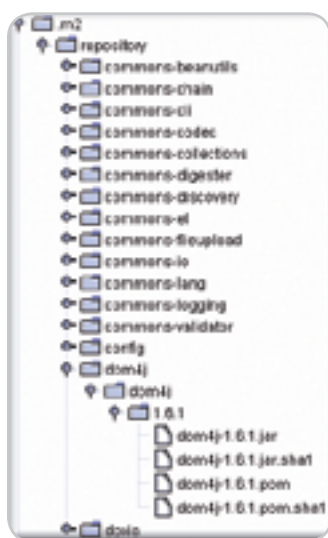 .m2
repository
commons-beanutils
commons-chain
commons-cli
commons-codec
commons-collections
commons-digester
commons-discovery
commons-el
commons-fileupload
commons-io
commons-lang
commons-logging
commons-validator
config
dom4j
dom4j
1.6.1
dom4j-1.6.1.jar
dom4j-1.6.1.jar.sha1
dom4j-1.6.1.pom
dom4j-1.6.1.pom.sha1